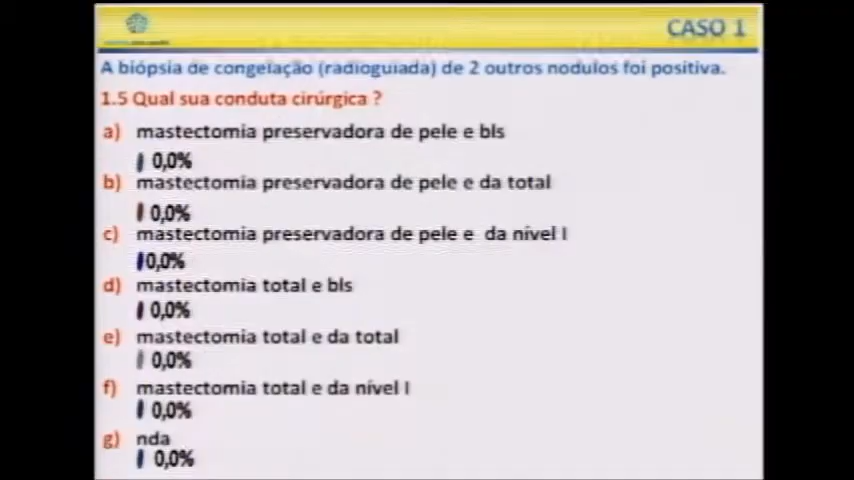 CASO 1
A biópsia de congelação (radioguiada) de 2 outros nodulos foi positiva.
1.5 Qual sua conduta cirúrgica ?
a) mastectomia preservadora de pele e bls
0,0%
b) mastectomia preservadora de pele e da total
0,0%
c) mastectomia preservadora de pele e da nível I
0,0%
d) mastectomia total e bls
0,0%
e) mastectomia total e da total
0,0%
f) mastectomia total e da nível I
0,0%
g) nda
0,0%